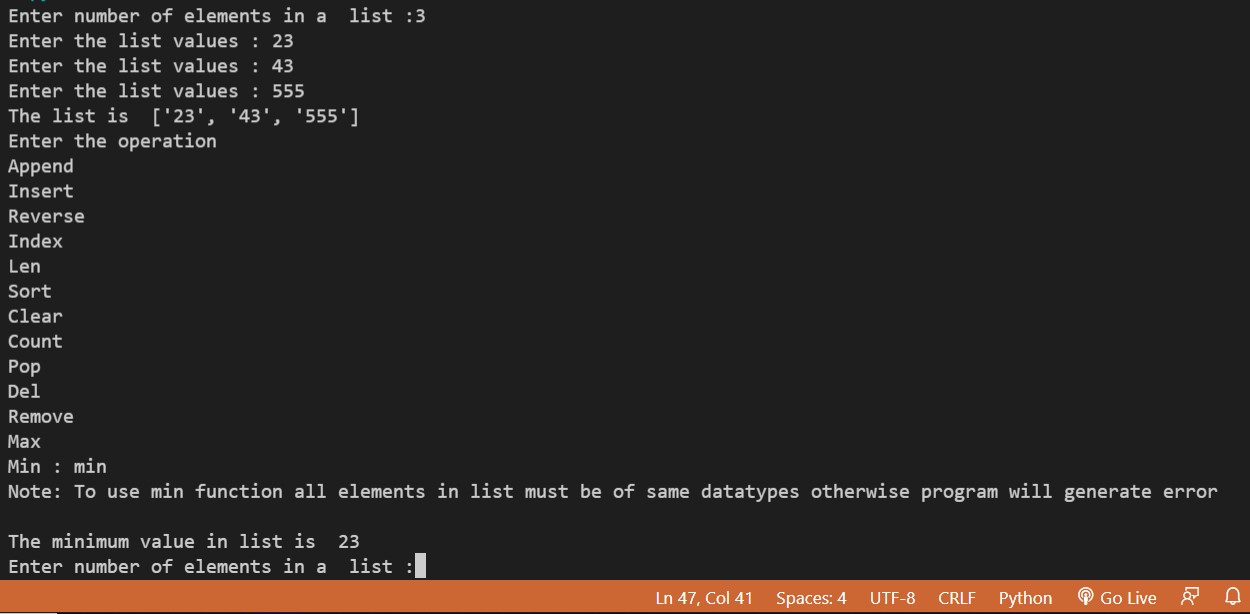 Enter number of elements in a  list :3
Enter the list values : 23
Enter the list values : 43
Enter the list values : 555
The list is  ['23', '43', '555']
Enter the operation
Append
Insert
Reverse
Index
Len
Sort
Clear
Count
Pop
Del
Remove
Max
Min : min
Note: To use min function all elements in list must be of same datatypes otherwise program will generate error
The minimum value in list is  23
Enter number of elements in a  list :
Ln 47, Col 41 Spaces: 4 UTF-8 CRLF Python Go Live